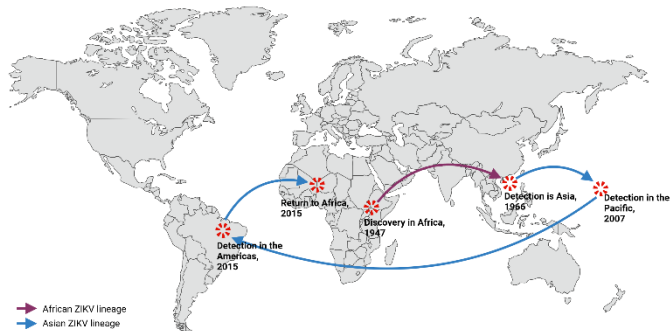 Return to Africa,
2015
Discovery in Africa,
1947
Detection is Asia,
1966
Detection in the
Pacific,
2007
Detection in the
Americas,
2015
African ZIKV lineage
Asian ZIKV lineage